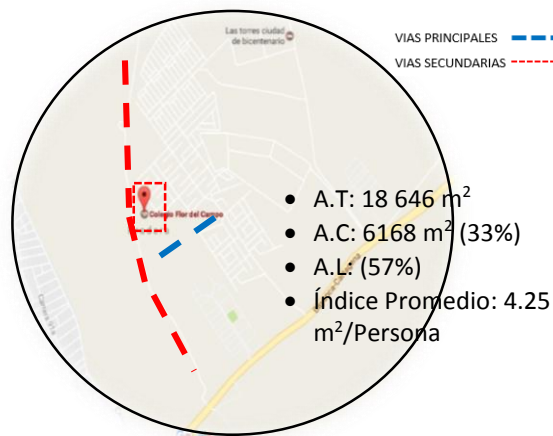 Las torres ciudad
de bicentenario
VIAS PRINCIPALES
VIAS SECUNDARIAS
Colegio Flor del Campo
• A.T: 18 646 m²
• A.C: 6168 m² (33%)
• A.L: (57%)
• Índice Promedio: 4.25
m²/Persona